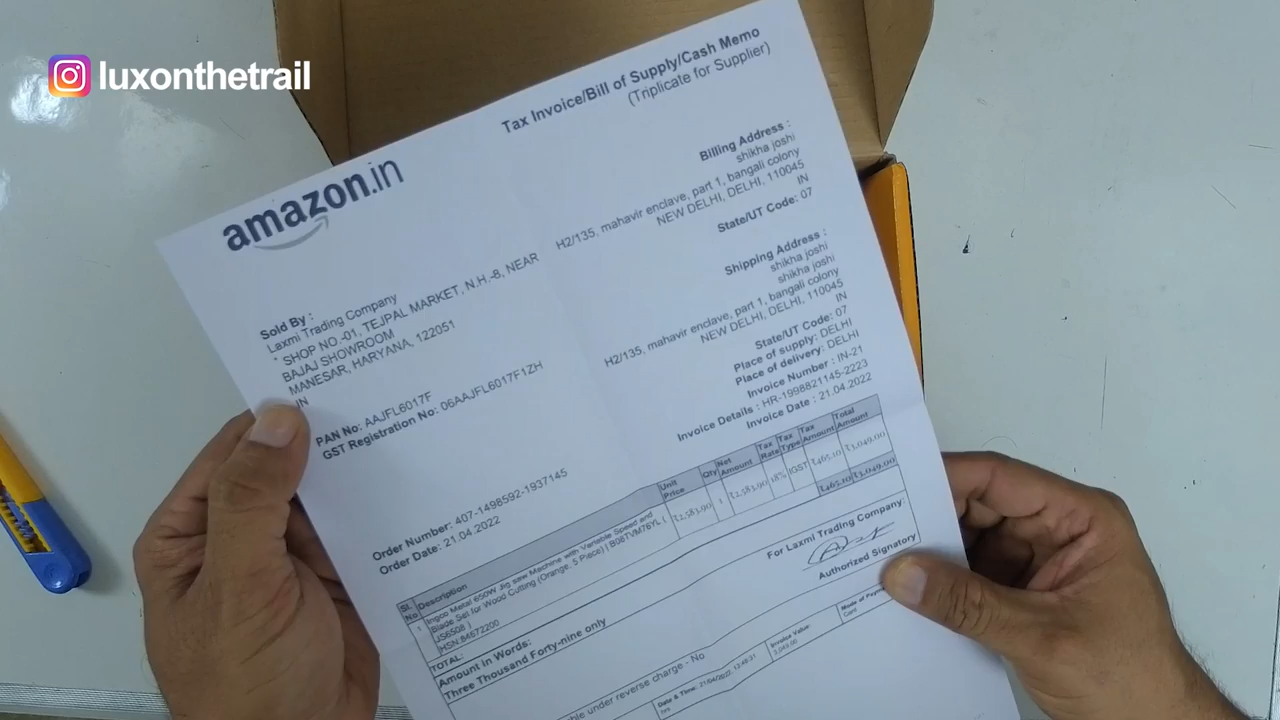 luxonthetrail
amazon.in
Tax Invoice/Bill of Supply/Cash Memo
(Triplicate for Supplier)
Sold By :
Laxmi Trading Company
* SHOP NO.-01, TEJPAL MARKET, N.H.-8, NEAR
BAJAJ SHOWROOM
MANESAR, HARYANA, 122051
IN
PAN No: AAJFL6017F
GST Registration No: 06AAJFL6017F1ZH
Order Number: 407-1498592-1937145
Order Date: 21.04.2022
Billing Address :
shikha joshi
H2/135, mahavir enclave, part 1, bangali colony
NEW DELHI, DELHI, 110045
IN
State/UT Code: 07
Shipping Address :
shikha joshi
shikha joshi
H2/135, mahavir enclave, part 1, bangali colony
NEW DELHI, DELHI, 110045
IN
State/UT Code: 07
Place of supply: DELHI
Place of delivery: DELHI
Invoice Number : IN-21
Invoice Details : HR-1998821145-2223
Invoice Date : 21.04.2022
Sl. No Description Unit Price Qty Net Amount Tax Rate Tax Type Tax Amount Total Amount
1 Ingco Metal 650W Jig saw Machine with Variable Speed and
Blade Set for Wood Cutting (Orange, 5 Piece) | B08TVM76YL (
JS6508 )
HSN:84672200
₹2,583.90 1 ₹2,583.90 18% IGST ₹465.10 ₹3,049.00
TOTAL: ₹465.10 ₹3,049.00
Amount in Words:
Three Thousand Forty-nine only
For Laxmi Trading Company:
Authorized Signatory
under reverse charge - No
Date & Time: 21/04/2022,
hrs
Invoice Value:
3,049.00
Mode of
Card